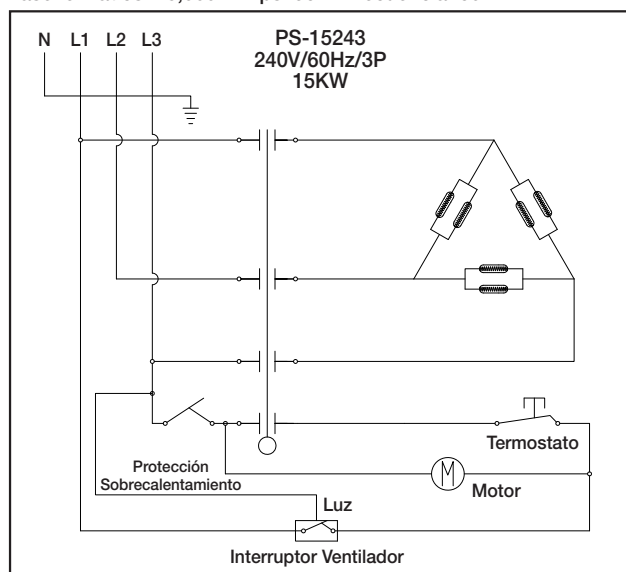 N L1 L2 L3
PS-15243
240V/60Hz/3P
15KW
Termostato
M
Motor
Protección
Sobrecalentamiento
Luz
Interruptor Ventilador